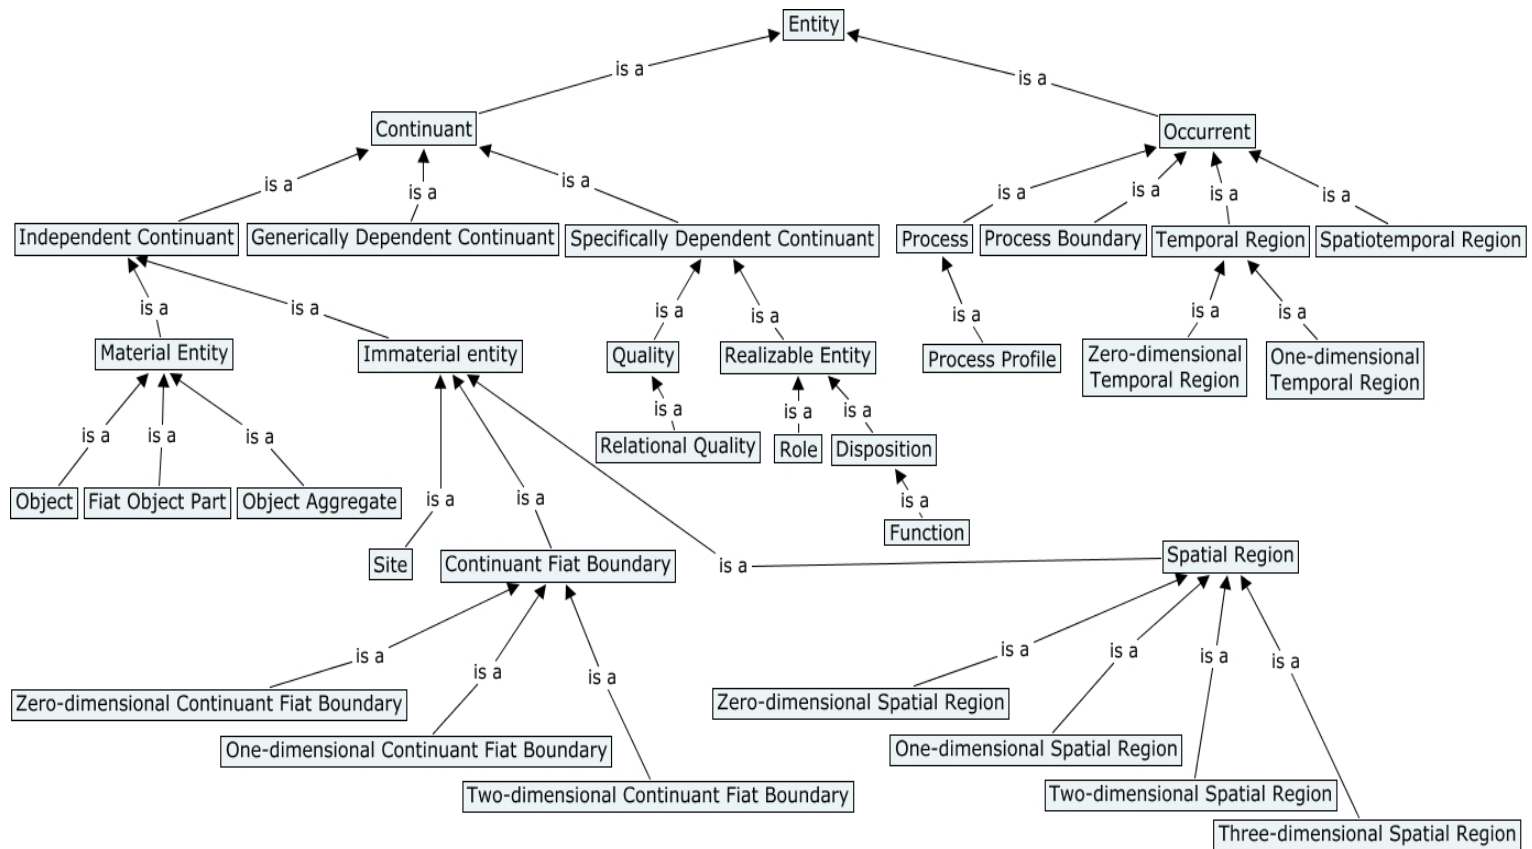 Entity
is a
is a
Continuant
Occurrent
is a
is a
is a
is a
is a
is a
is a
Independent Continuant
Generically Dependent Continuant
Specifically Dependent Continuant
Process
Process Boundary
Temporal Region
Spatiotemporal Region
is a
is a
is a
is a
is a
is a
is a
Material Entity
Immaterial entity
Quality
Realizable Entity
Process Profile
Zero-dimensional
Temporal Region
One-dimensional
Temporal Region
is a
is a
is a
is a
is a
is a
Relational Quality
Role
Disposition
Object
Fiat Object Part
Object Aggregate
is a
is a
is a
Function
Site
Continuant Fiat Boundary
is a
Spatial Region
is a
is a
is a
is a
is a
is a
is a
Zero-dimensional Continuant Fiat Boundary
Zero-dimensional Spatial Region
One-dimensional Continuant Fiat Boundary
One-dimensional Spatial Region
Two-dimensional Continuant Fiat Boundary
Two-dimensional Spatial Region
Three-dimensional Spatial Region